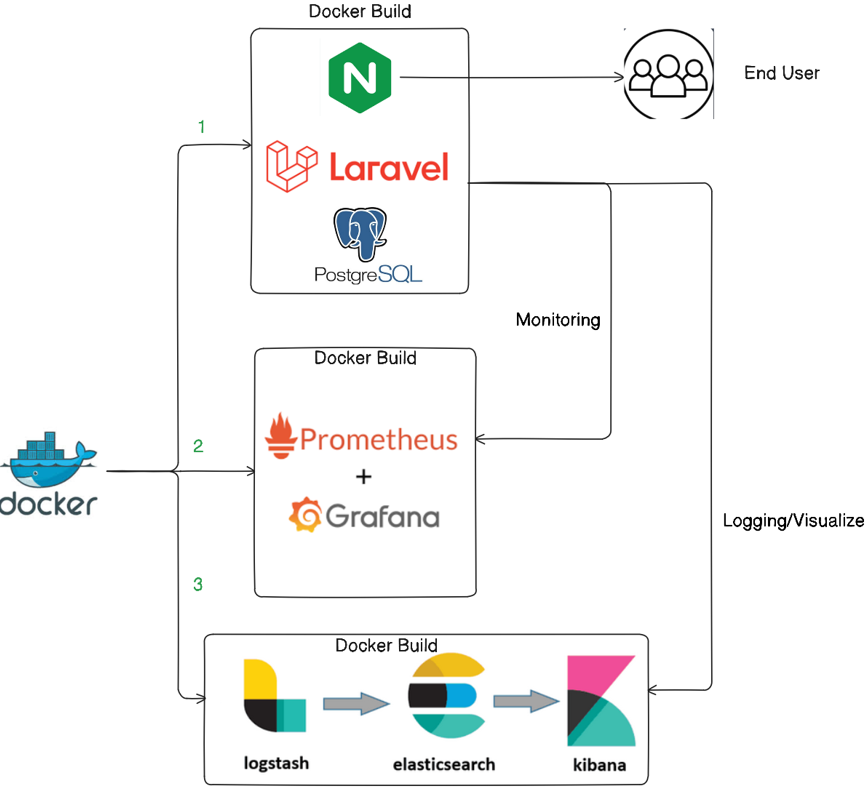 Docker Build
N
End User
1
Laravel
PostgreSQL
Monitoring
Docker Build
2
Prometheus
+
docker
Grafana
Logging/Visualize
3
Docker Build
logstash
elasticsearch
kibana